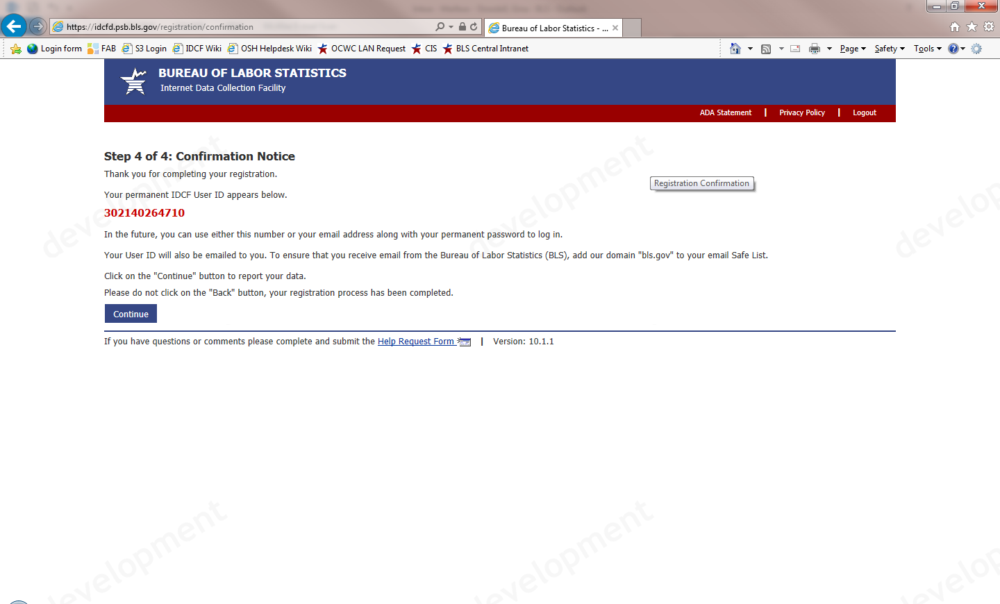 https://idcfd.psb.bls.gov/registration/confirmation
Bureau of Labor Statistics - ...
Login form FAB S3 Login IDCF Wiki OSH Helpdesk Wiki OCWC LAN Request CIS BLS Central Intranet Page Safety Tools
BUREAU OF LABOR STATISTICS
Internet Data Collection Facility
ADA Statement | Privacy Policy | Logout
Step 4 of 4: Confirmation Notice
Thank you for completing your registration.
Registration Confirmation
Your permanent IDCF User ID appears below.
302140264710
In the future, you can use either this number or your email address along with your permanent password to log in.
Your User ID will also be emailed to you. To ensure that you receive email from the Bureau of Labor Statistics (BLS), add our domain "bls.gov" to your email Safe List.
Click on the "Continue" button to report your data.
Please do not click on the "Back" button, your registration process has been completed.
Continue
If you have questions or comments please complete and submit the Help Request Form | Version: 10.1.1
development
development
development
development
development
development